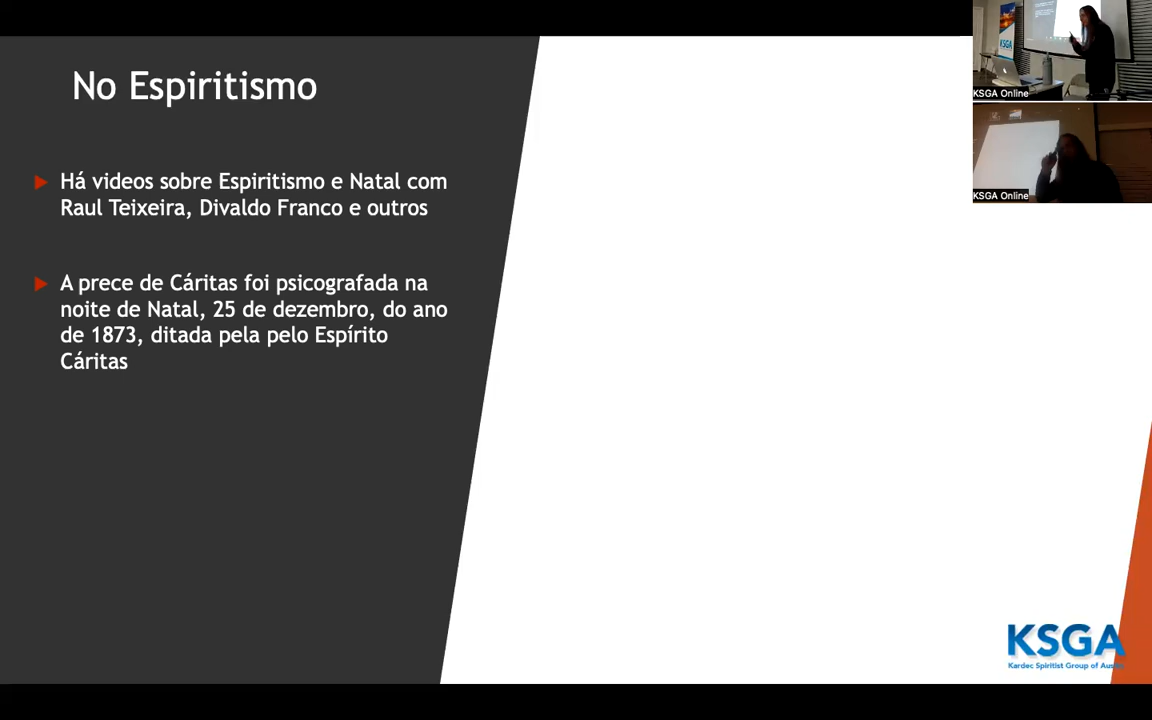 No Espiritismo
Há videos sobre Espiritismo e Natal com
Raul Teixeira, Divaldo Franco e outros
A prece de Cáritas foi psicografada na
noite de Natal, 25 de dezembro, do ano
de 1873, ditada pela pelo Espírito
Cáritas
KSGA
KSGA Online
KSGA Online
KSGA
Kardec Spiritist Group of Austin